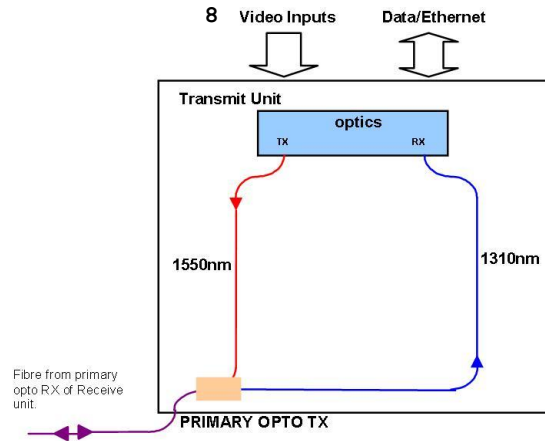 8 Video Inputs
Data/Ethernet
Transmit Unit
optics
TX
RX
1550nm
1310nm
Fibre from primary
opto RX of Receive
unit.
PRIMARY OPTO TX